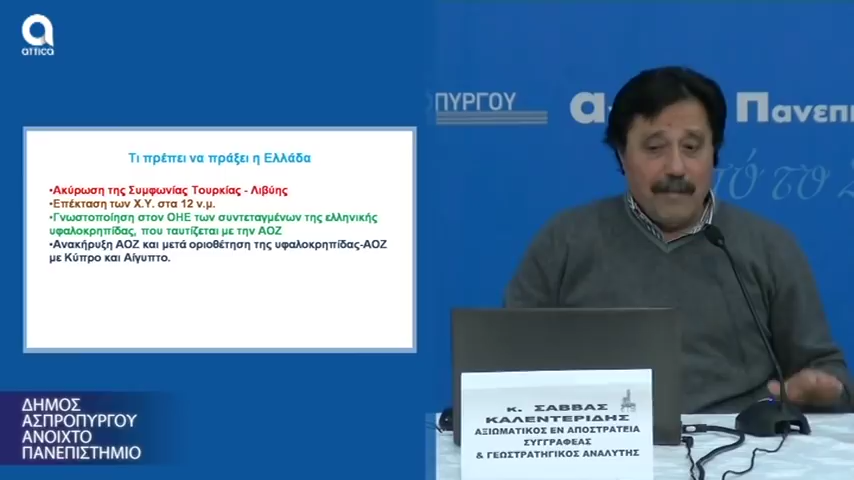 attica
ΠΥΡΓΟΥ
Πανεπι
από το
Τι πρέπει να πράξει η Ελλάδα
•Ακύρωση της Συμφωνίας Τουρκίας - Λιβύης
•Επέκταση των Χ.Υ. στα 12 ν.μ.
•Γνωστοποίηση στον ΟΗΕ των συντεταγμένων της ελληνικής
υφαλοκρηπίδας, που ταυτίζεται με την ΑΟΖ
•Ανακήρυξη ΑΟΖ και μετά οριοθέτηση της υφαλοκρηπίδας-ΑΟΖ
με Κύπρο και Αίγυπτο.
ΔΗΜΟΣ
ΑΣΠΡΟΠΥΡΓΟΥ
ΑΝΟΙΧΤΟ
ΠΑΝΕΠΙΣΤΗΜΙΟ
κ. ΣΑΒΒΑΣ
ΚΑΛΕΝΤΕΡΙΔΗΣ
ΑΞΙΩΜΑΤΙΚΟΣ ΕΝ ΑΠΟΣΤΡΑΤΕΙΑ
ΣΥΓΓΡΑΦΕΑΣ
& ΓΕΩΣΤΡΑΤΗΓΙΚΟΣ ΑΝΑΛΥΤΗΣ